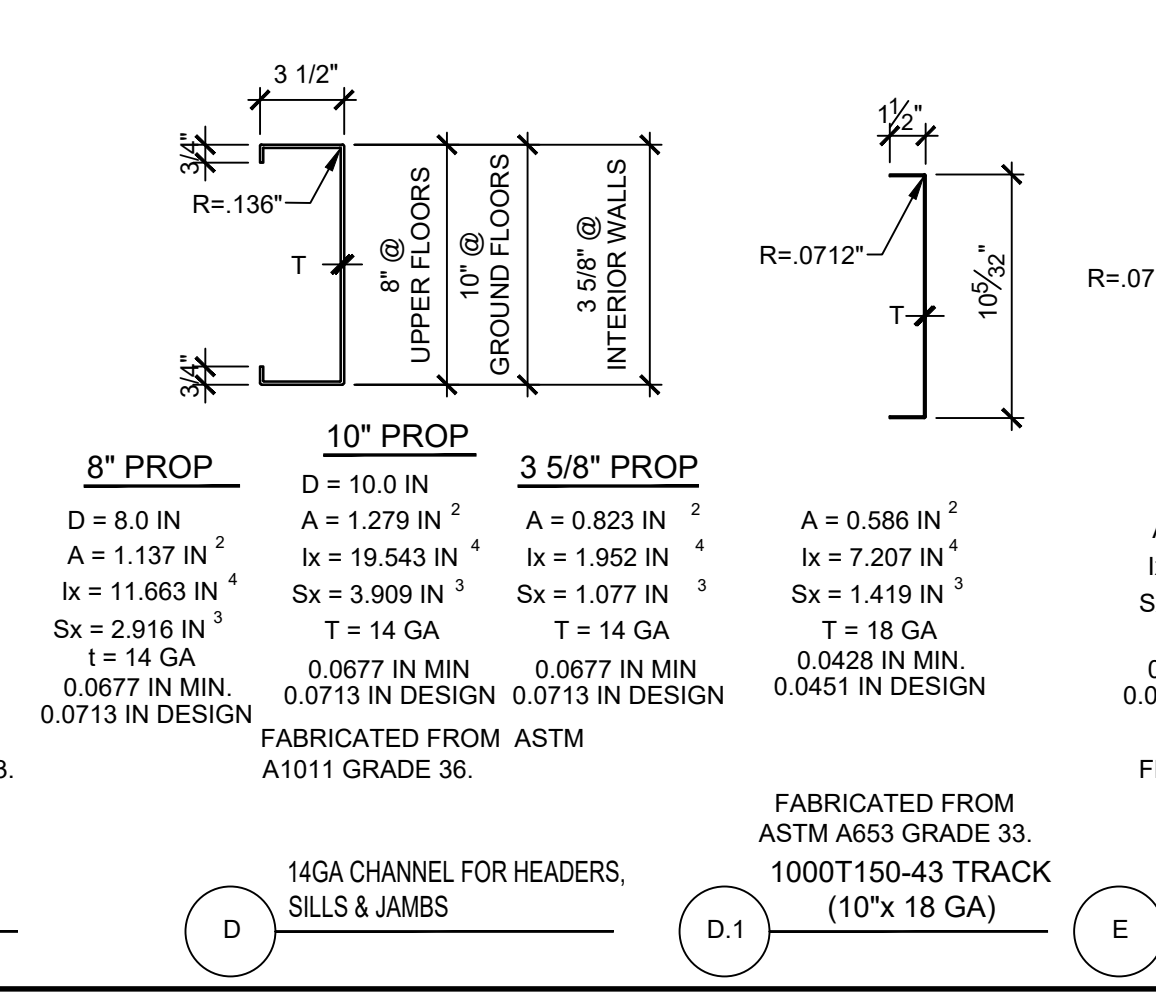 3 1/2"
3/4"
R=.136"
T
3/4"
8" @
UPPER FLOORS
10" @
GROUND FLOORS
3 5/8" @
INTERIOR WALLS
8" PROP
D = 8.0 IN
A = 1.137 IN 2
Ix = 11.663 IN 4
Sx = 2.916 IN 3
t = 14 GA
0.0677 IN MIN.
0.0713 IN DESIGN
10" PROP
D = 10.0 IN
A = 1.279 IN 2
Ix = 19.543 IN 4
Sx = 3.909 IN 3
T = 14 GA
0.0677 IN MIN
0.0713 IN DESIGN
3 5/8" PROP
A = 0.823 IN 2
Ix = 1.952 IN 4
Sx = 1.077 IN 3
T = 14 GA
0.0677 IN MIN
0.0713 IN DESIGN
FABRICATED FROM ASTM
A1011 GRADE 36.
14GA CHANNEL FOR HEADERS,
SILLS & JAMBS
D
1 1/2"
R=.0712"
T
10 5/32"
A = 0.586 IN 2
Ix = 7.207 IN 4
Sx = 1.419 IN 3
T = 18 GA
0.0428 IN MIN.
0.0451 IN DESIGN
FABRICATED FROM
ASTM A653 GRADE 33.
1000T150-43 TRACK
(10"x 18 GA)
D.1
R=.07
E